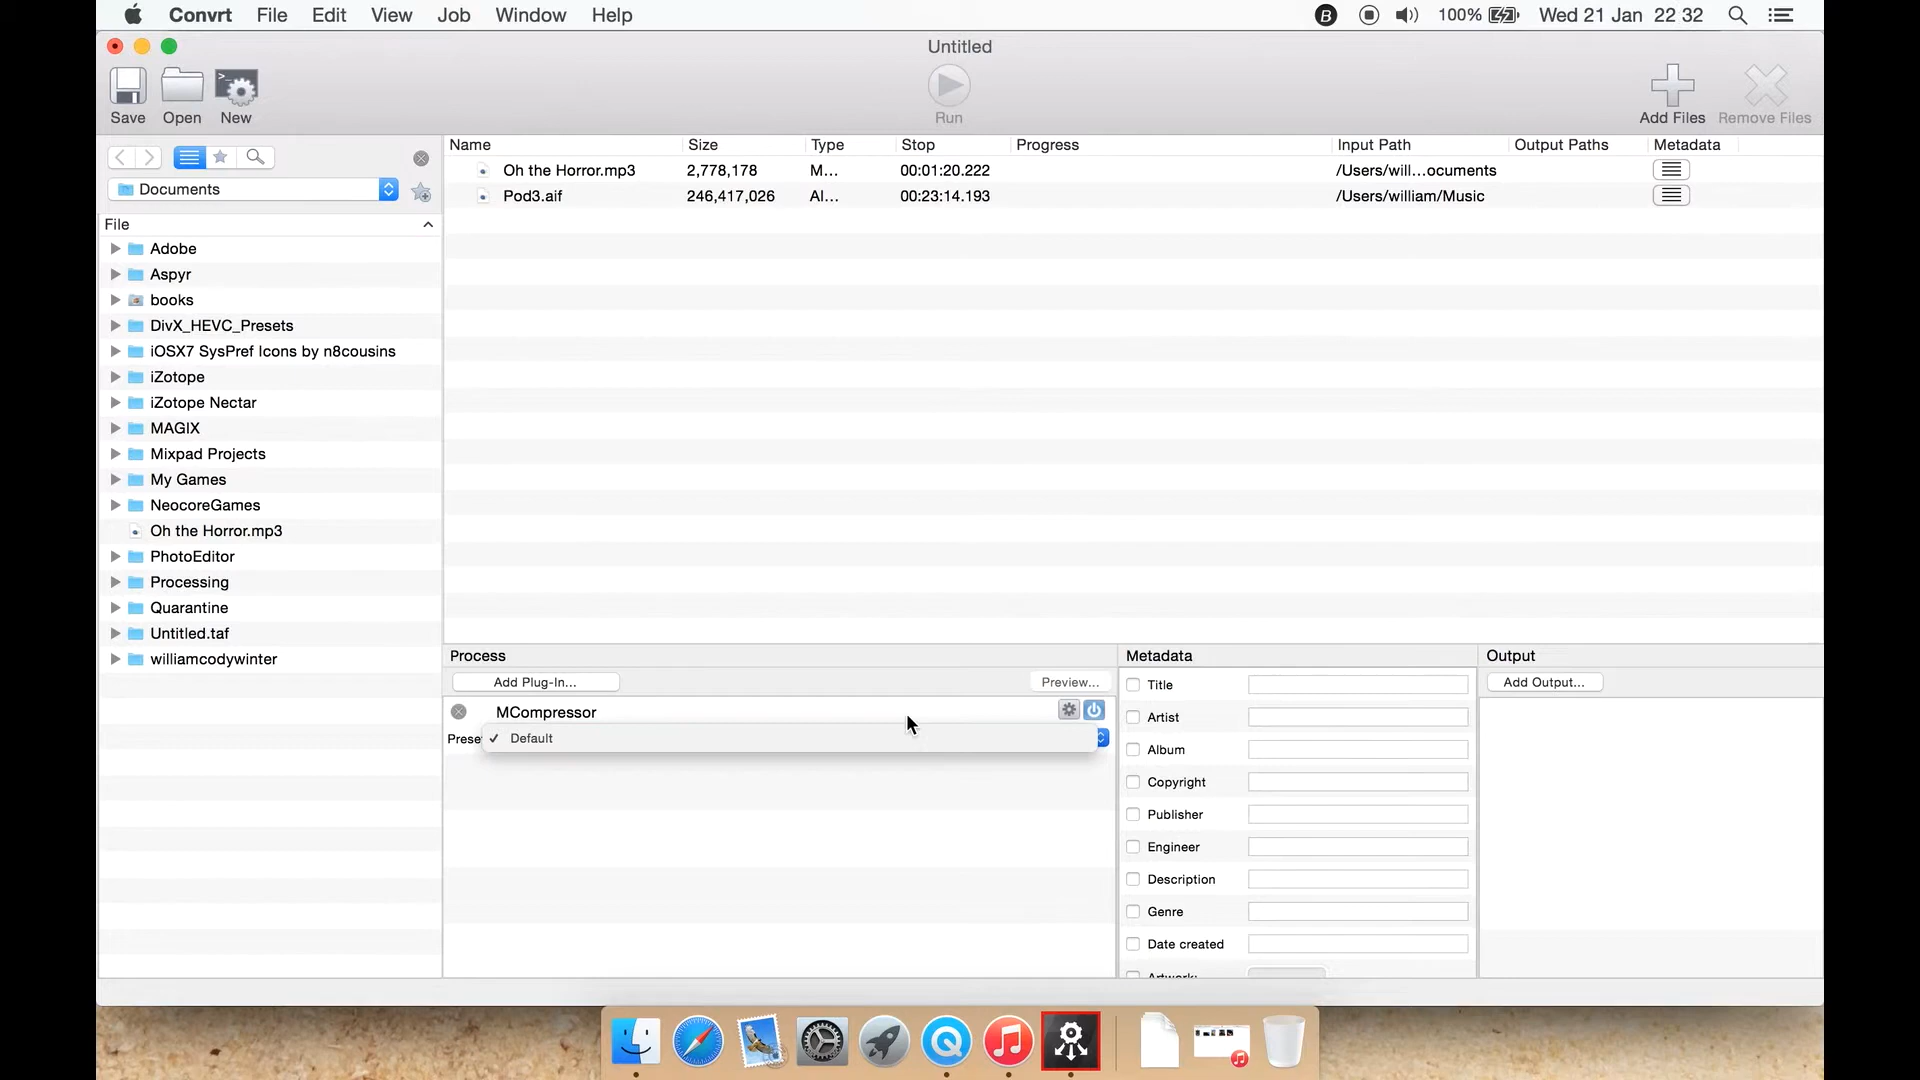 Convrt File Edit View Job Window Help 100% Wed 21 Jan 22 32
Untitled
Save Open New Run Add Files Remove Files
Name Size Type Stop Progress Input Path Output Paths Metadata
Oh the Horror.mp3 2,778,178 M... 00:01:20.222 /Users/will...ocuments
Pod3.aif 246,417,026 AI... 00:23:14.193 /Users/william/Music
Documents
File
Adobe
Aspyr
books
DivX_HEVC_Presets
iOSX7 SysPref Icons by n8cousins
iZotope
iZotope Nectar
MAGIX
Mixpad Projects
My Games
NeocoreGames
Oh the Horror.mp3
PhotoEditor
Processing
Quarantine
Untitled.taf
williamcodywinter
Process
Add Plug-In... Preview...
MCompressor
Prese ✓ Default
Metadata
Title
Artist
Album
Copyright
Publisher
Engineer
Description
Genre
Date created
Artwork:
Output
Add Output...